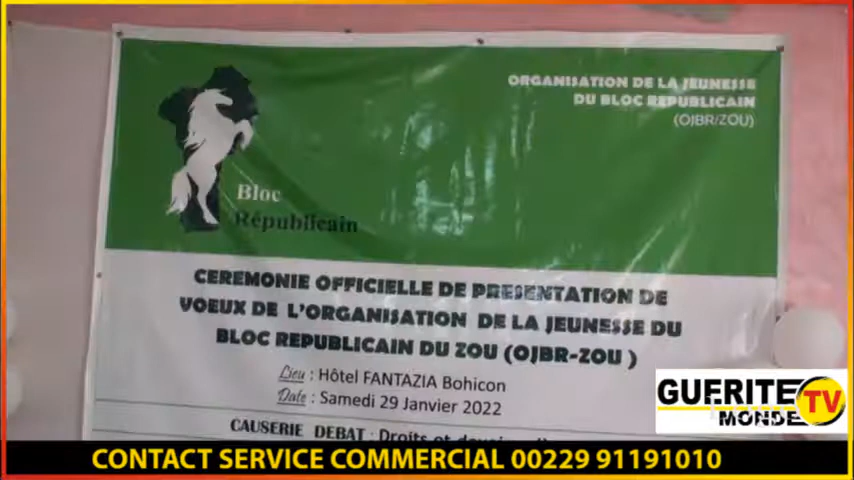 ORGANISATION DE LA JEUNESSE
DU BLOC REPUBLICAIN
(OJBR/ZOU)
Bloc
Républicain
CEREMONIE OFFICIELLE DE PRESENTATION DE
VOEUX DE L'ORGANISATION DE LA JEUNESSE DU
BLOC REPUBLICAIN DU ZOU (OJBR-ZOU )
Lieu : Hôtel FANTAZIA Bohicon
Date : Samedi 29 Janvier 2022
CAUSERIE DEBAT : Droits et
GUERITE TV
MONDE
CONTACT SERVICE COMMERCIAL 00229 91191010